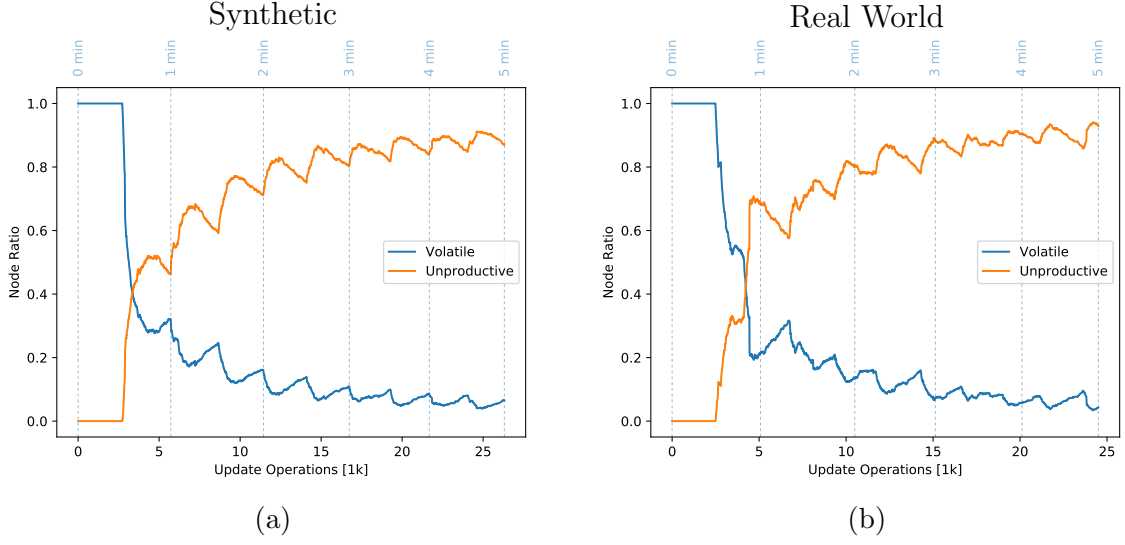 Synthetic
0 min
1 min
2 min
3 min
4 min
5 min
1.0
0.8
0.6
0.4
0.2
0.0
Node Ratio
Volatile
Unproductive
0
5
10
15
20
25
Update Operations [1k]
(a)
Real World
0 min
1 min
2 min
3 min
4 min
5 min
1.0
0.8
0.6
0.4
0.2
0.0
Node Ratio
Volatile
Unproductive
0
5
10
15
20
25
Update Operations [1k]
(b)